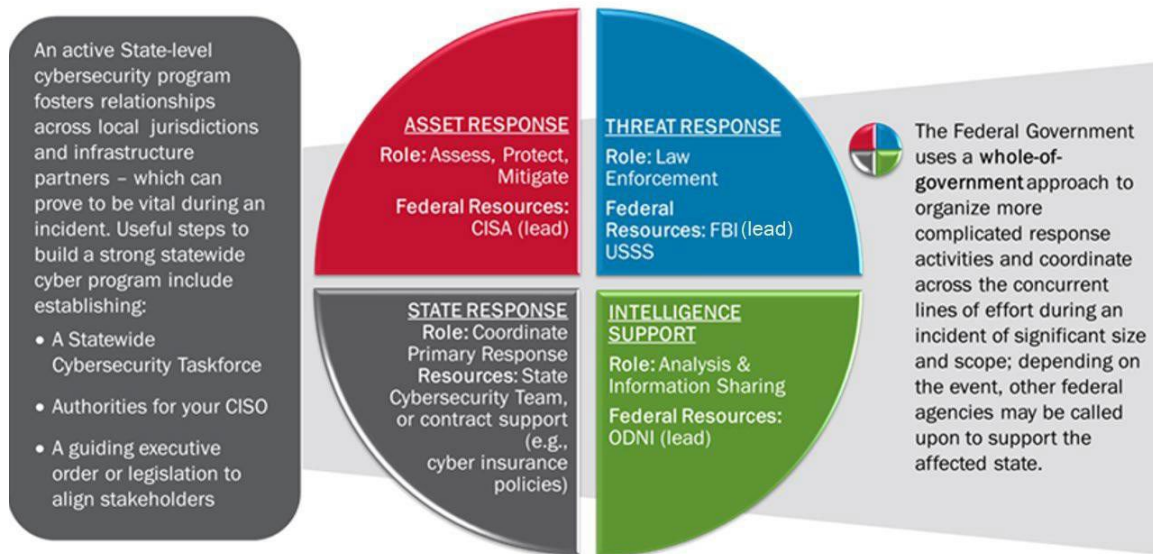 An active State-level
cybersecurity program
fosters relationships
across local jurisdictions
and infrastructure
partners – which can
prove to be vital during an
incident. Useful steps to
build a strong statewide
cyber program include
establishing:
• A Statewide
Cybersecurity Taskforce
• Authorities for your CISO
• A guiding executive
order or legislation to
align stakeholders
ASSET RESPONSE
Role: Assess, Protect,
Mitigate
Federal Resources:
CISA (lead)
THREAT RESPONSE
Role: Law
Enforcement
Federal
Resources: FBI (lead)
USSS
STATE RESPONSE
Role: Coordinate
Primary Response
Resources: State
Cybersecurity Team,
or contract support
(e.g.,
cyber insurance
policies)
INTELLIGENCE
SUPPORT
Role: Analysis &
Information Sharing
Federal Resources:
ODNI (lead)
The Federal Government
uses a whole-of-
government approach to
organize more
complicated response
activities and coordinate
across the concurrent
lines of effort during an
incident of significant size
and scope; depending on
the event, other federal
agencies may be called
upon to support the
affected state.